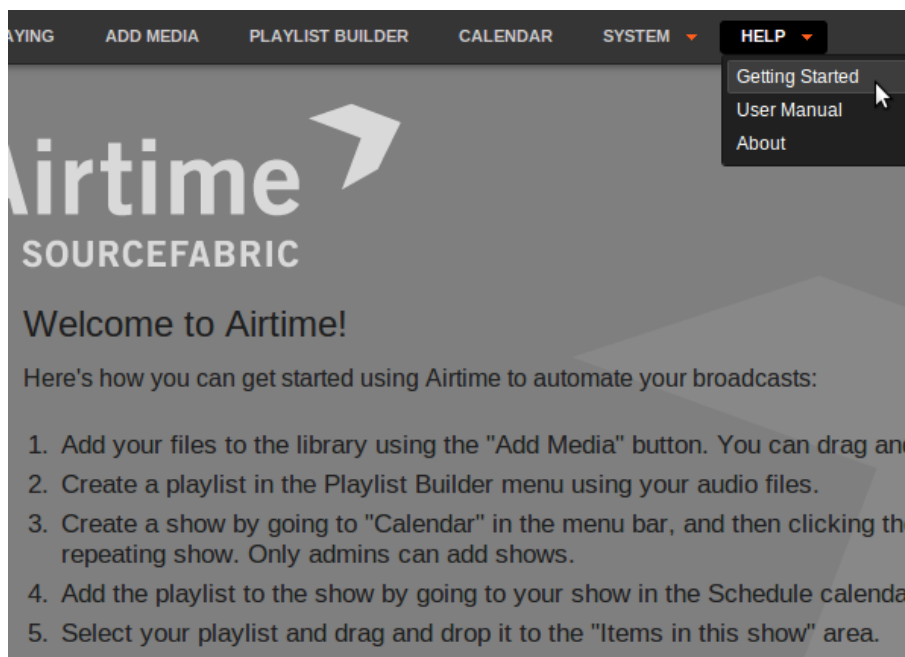 AYING ADD MEDIA PLAYLIST BUILDER CALENDAR SYSTEM HELP
Getting Started
User Manual
About
Airtime
SOURCEFABRIC
Welcome to Airtime!
Here's how you can get started using Airtime to automate your broadcasts:
1. Add your files to the library using the "Add Media" button. You can drag and
2. Create a playlist in the Playlist Builder menu using your audio files.
3. Create a show by going to "Calendar" in the menu bar, and then clicking the
repeating show. Only admins can add shows.
4. Add the playlist to the show by going to your show in the Schedule calenda
5. Select your playlist and drag and drop it to the "Items in this show" area.